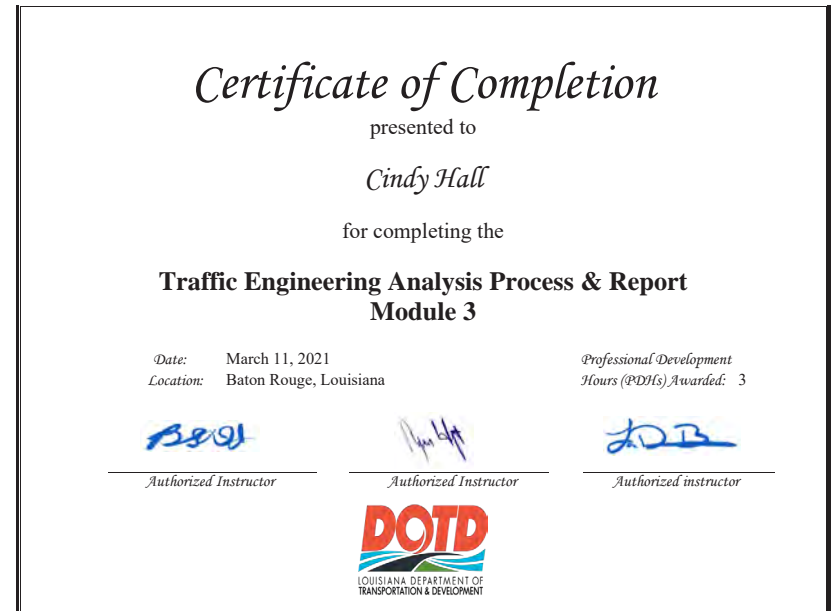 Certificate of Completion
presented to
Cindy Hall
for completing the
Traffic Engineering Analysis Process & Report
Module 3
Date: March 11, 2021
Location: Baton Rouge, Louisiana
Professional Development
Hours (PDHs) Awarded: 3
Authorized Instructor
Authorized Instructor
Authorized instructor
DOTD
LOUISIANA DEPARTMENT OF
TRANSPORTATION & DEVELOPMENT